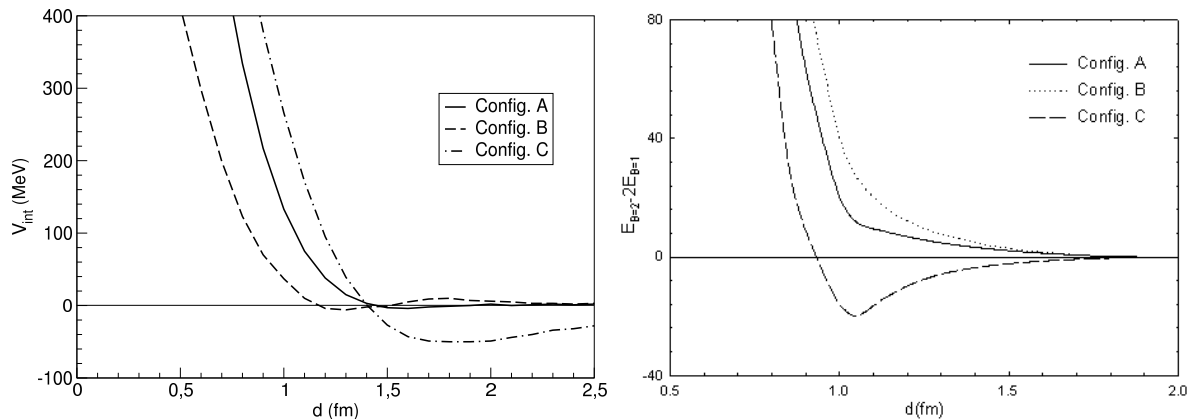 400
300
200
100
0
-100
V_int (MeV)
0
0,5
1
1,5
2
2,5
d (fm)
Config. A
Config. B
Config. C
80
40
0
-40
E_B=2-2E_B=1
0.5
1.0
1.5
2.0
d(fm)
Config. A
Config. B
Config. C